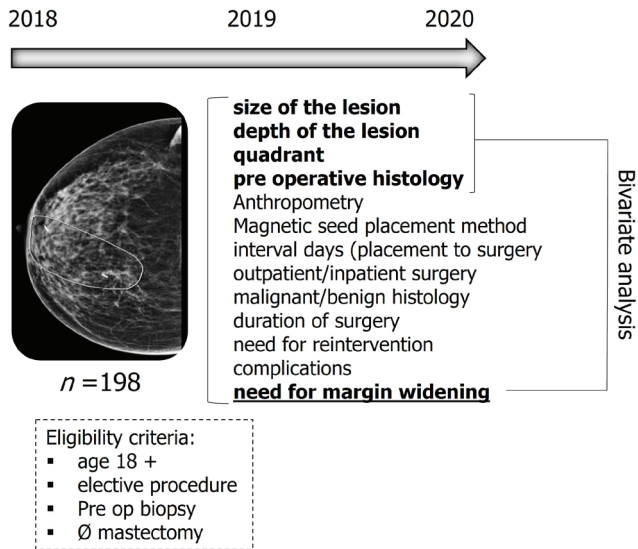 2018 2019 2020
size of the lesion
depth of the lesion
quadrant
pre operative histology
Anthropometry
Magnetic seed placement method
interval days (placement to surgery
outpatient/inpatient surgery
malignant/benign histology
duration of surgery
need for reintervention
complications
need for margin widening
Bivariate analysis
n =198
Eligibility criteria:
▪ age 18 +
▪ elective procedure
▪ Pre op biopsy
▪ Ø mastectomy